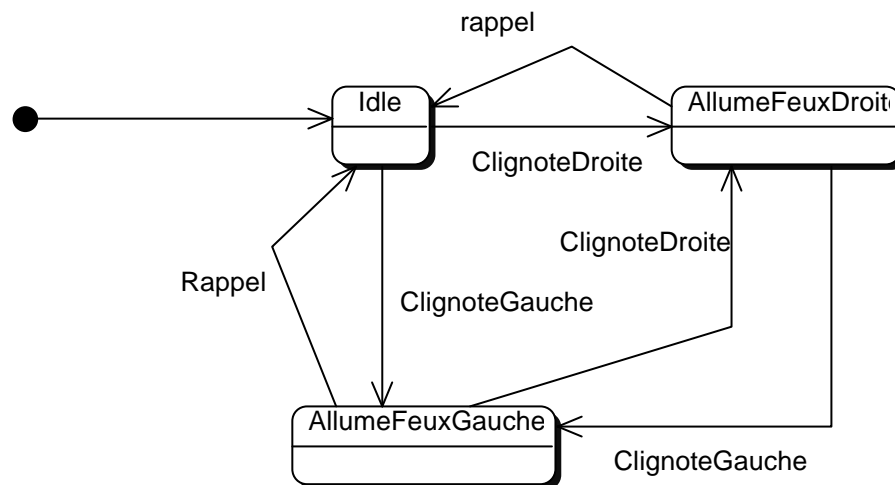 rappel
Idle
AllumeFeuxDroit
ClignoteDroite
ClignoteDroite
Rappel
ClignoteGauche
AllumeFeuxGauche
ClignoteGauche